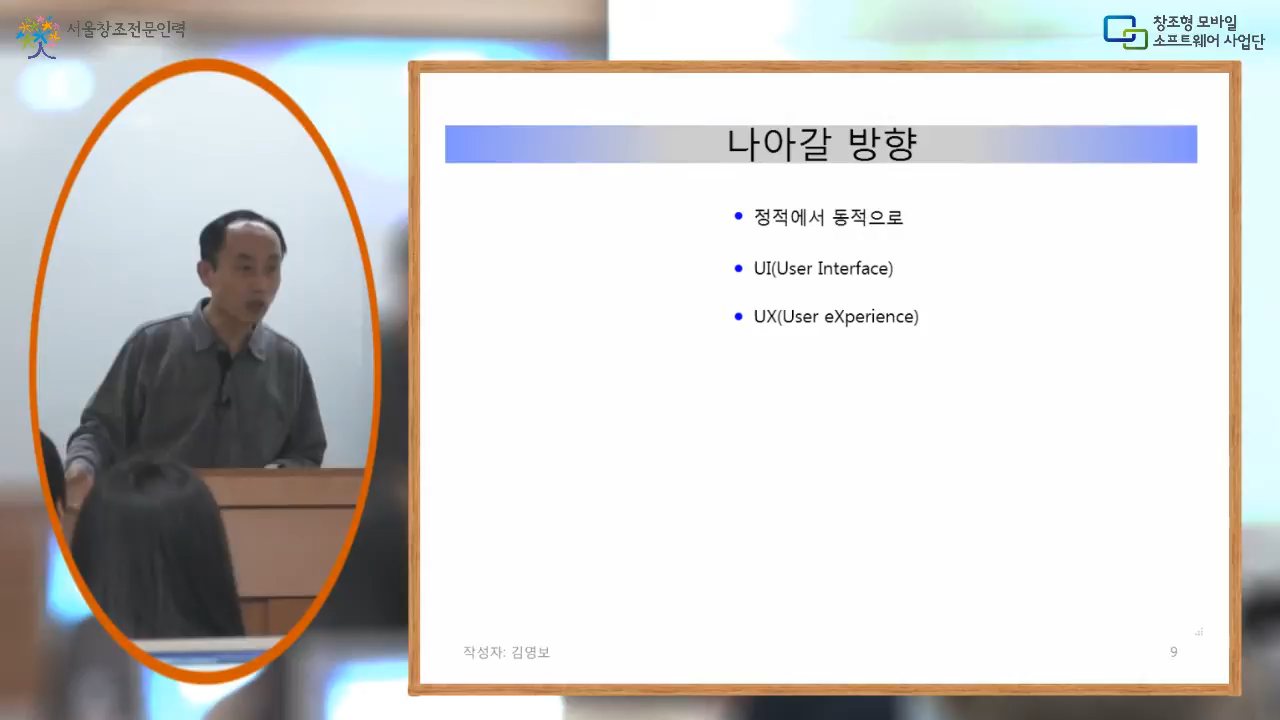 서울창조전문인력
창조형 모바일
소프트웨어 사업단
나아갈 방향
정적에서 동적으로
UI(User Interface)
UX(User eXperience)
작성자: 김영보
9